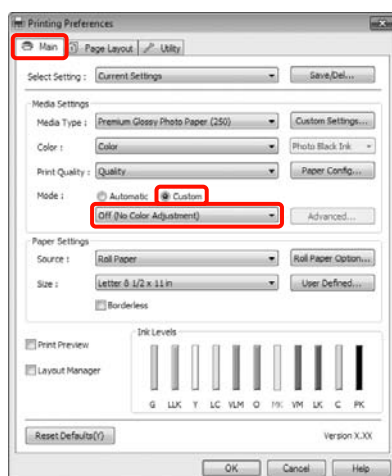 Printing Preferences
Main Page Layout Utility
Select Setting : Current Settings Save/Del...
Media Settings
Media Type : Premium Glossy Photo Paper (250) Custom Settings...
Color : Color Photo Black Ink
Print Quality : Quality Paper Config...
Mode : Automatic Custom
Off (No Color Adjustment) Advanced...
Paper Settings
Source : Roll Paper Roll Paper Option...
Size : Letter 8 1/2 x 11 in User Defined...
Borderless
Ink Levels
Print Preview
Layout Manager
G LLK Y LC VLM O MK VM LK C PK
Reset Defaults(Y) Version X.XX
OK Cancel Help